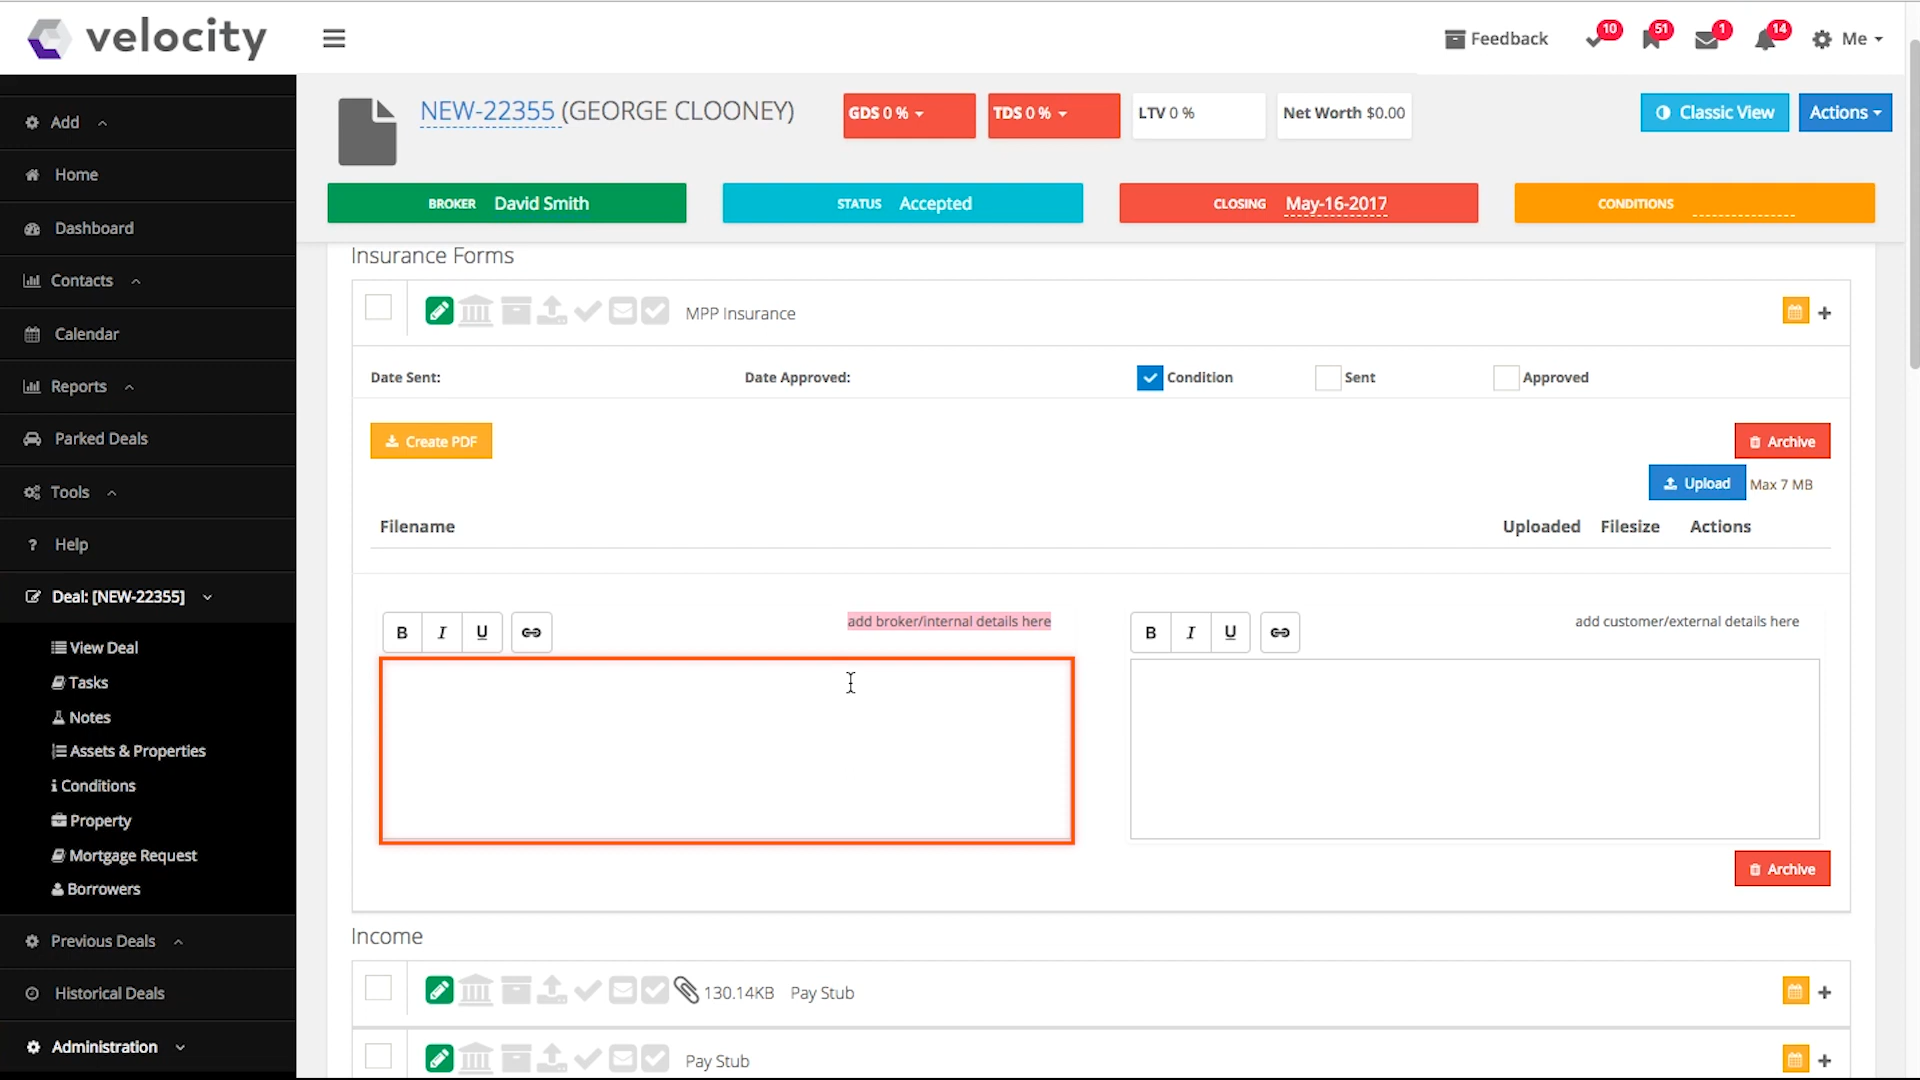 velocity
Feedback
10
51
1
14
Me
Add
Home
Dashboard
Contacts
Calendar
Reports
Parked Deals
Tools
? Help
Deal: [NEW-22355]
View Deal
Tasks
Notes
Assets & Properties
Conditions
Property
Mortgage Request
Borrowers
Previous Deals
Historical Deals
Administration
NEW-22355 (GEORGE CLOONEY)
GDS 0 %
TDS 0 %
LTV 0 %
Net Worth $0.00
Classic View
Actions
BROKER David Smith
STATUS Accepted
CLOSING May-16-2017
CONDITIONS
Insurance Forms
MPP Insurance
+
Date Sent:
Date Approved:
Condition
Sent
Approved
Create PDF
Archive
Upload
Max 7 MB
Filename
Uploaded
Filesize
Actions
B I U
add broker/internal details here
B I U
add customer/external details here
Archive
Income
130.14KB Pay Stub
+
Pay Stub
+